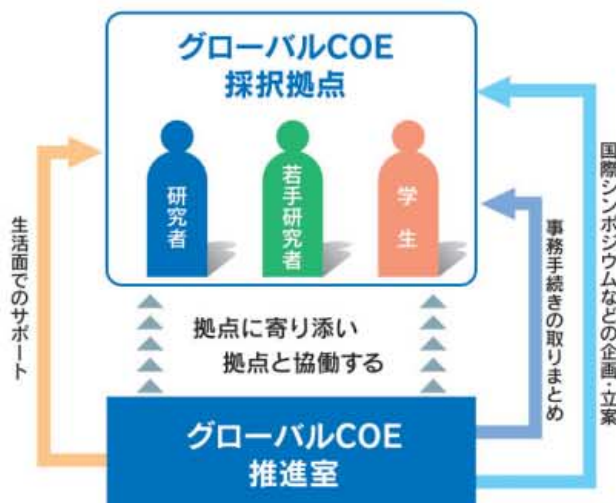 グローバルCOE
採択拠点
研究者
若手研究者
学生
生活面でのサポート
事務手続きの取りまとめ
国際シンポジウムなどの企画・立案
拠点に寄り添い
拠点と協働する
グローバルCOE
推進室